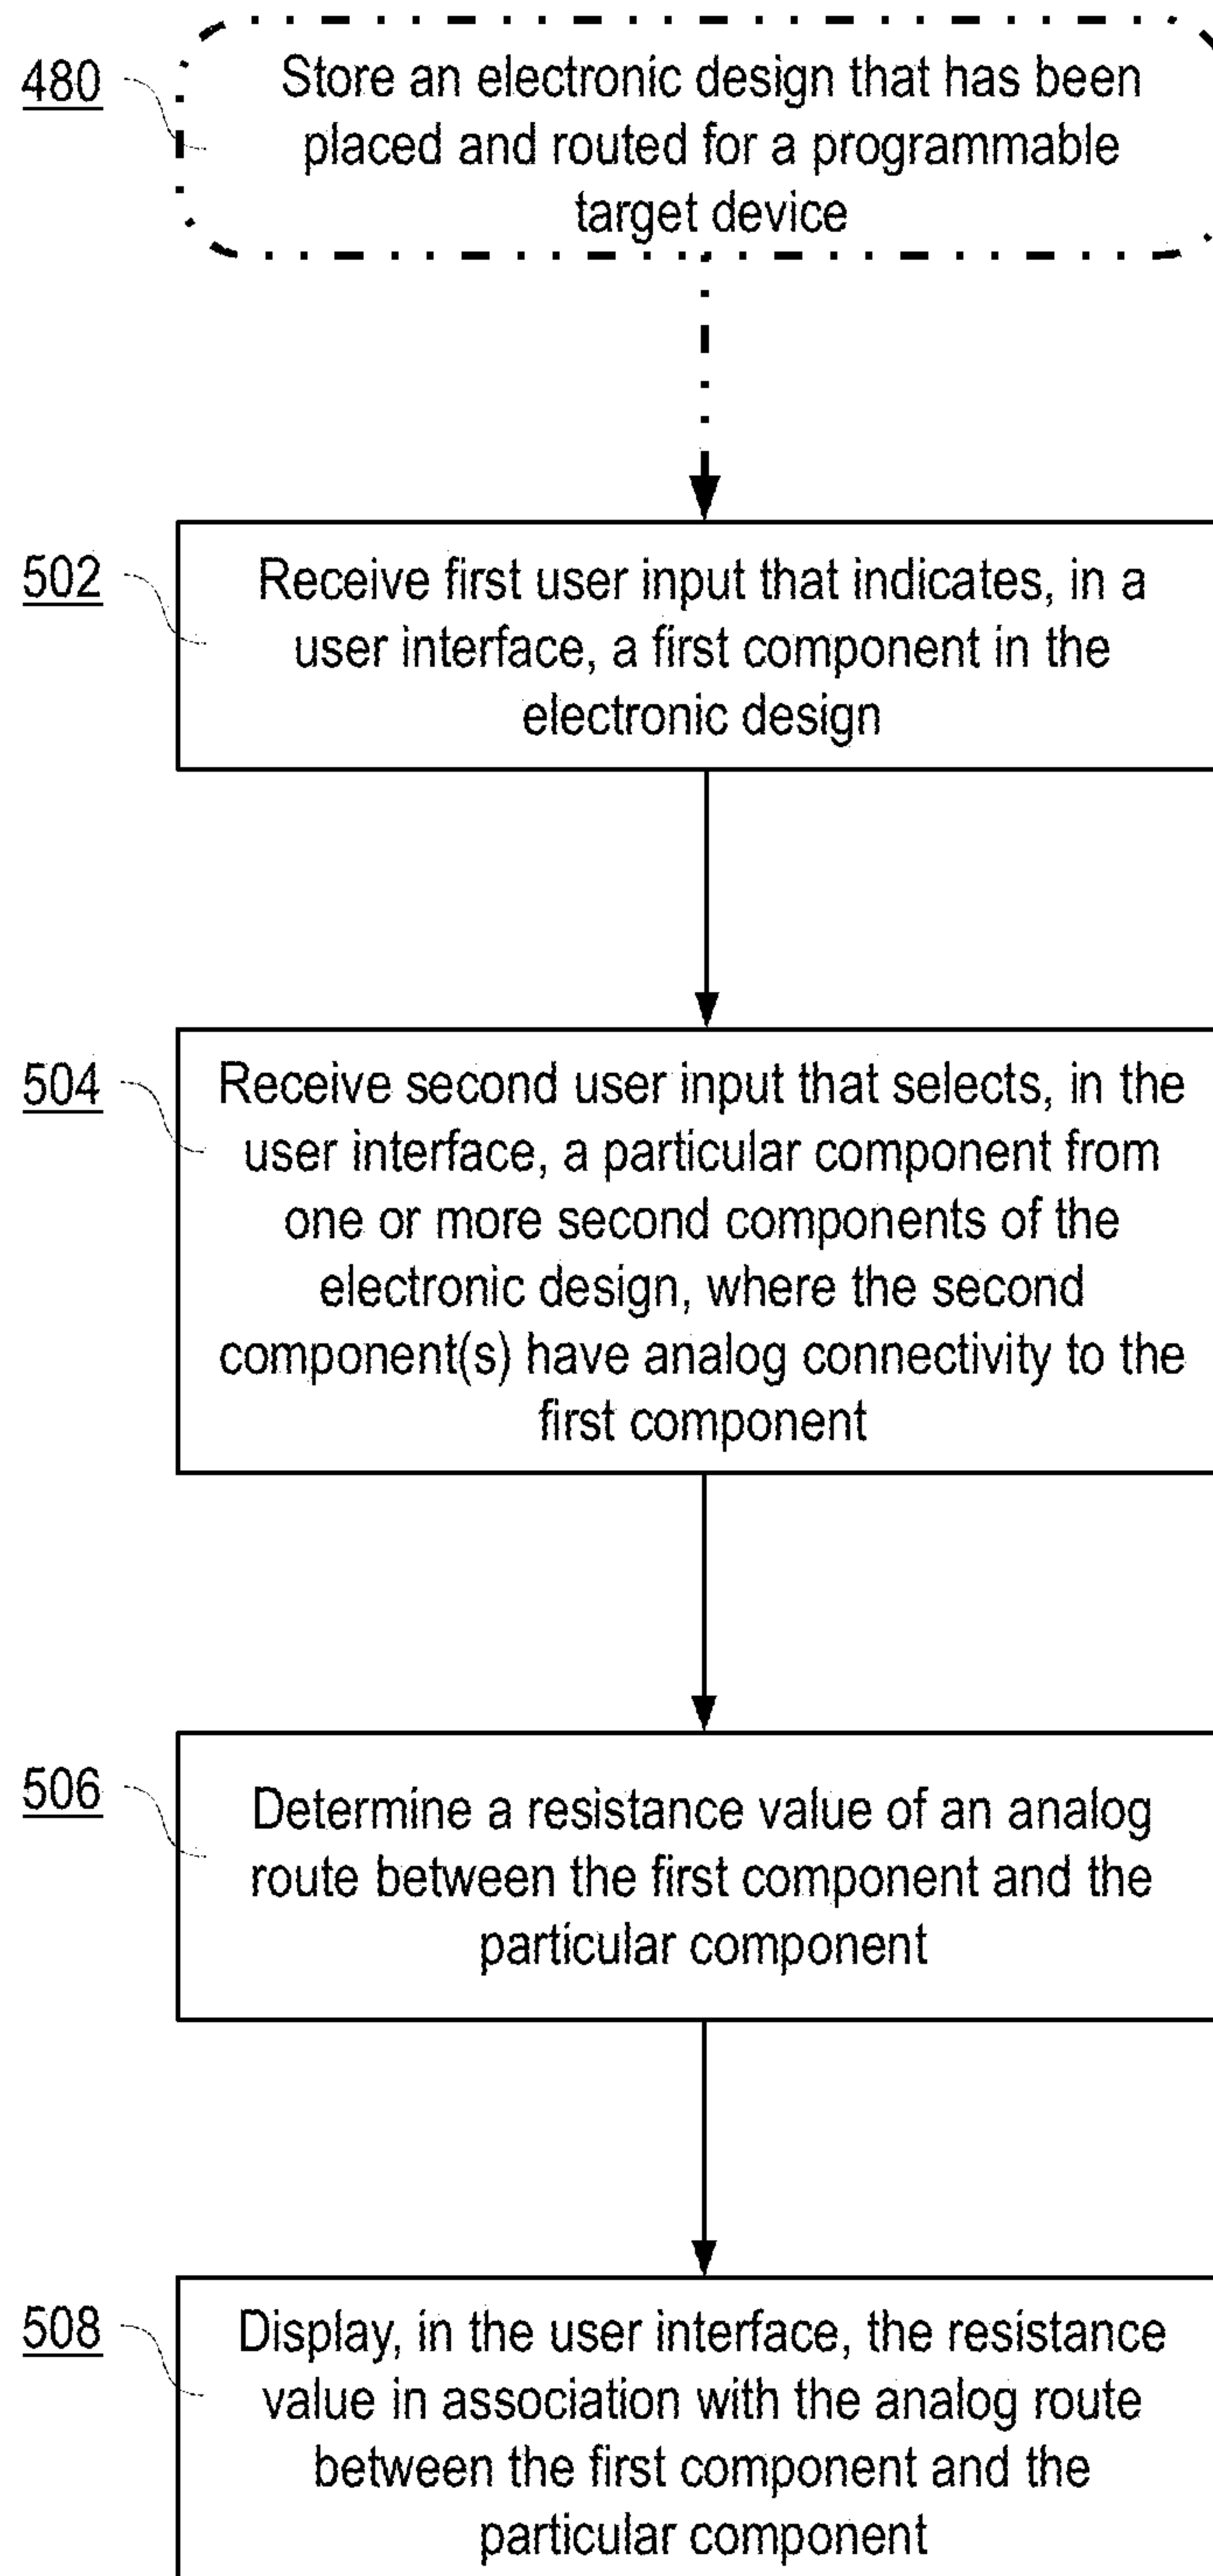 480
Store an electronic design that has been
placed and routed for a programmable
target device
502
Receive first user input that indicates, in a
user interface, a first component in the
electronic design
504
Receive second user input that selects, in the
user interface, a particular component from
one or more second components of the
electronic design, where the second
component(s) have analog connectivity to the
first component
506
Determine a resistance value of an analog
route between the first component and the
particular component
508
Display, in the user interface, the resistance
value in association with the analog route
between the first component and the
particular component